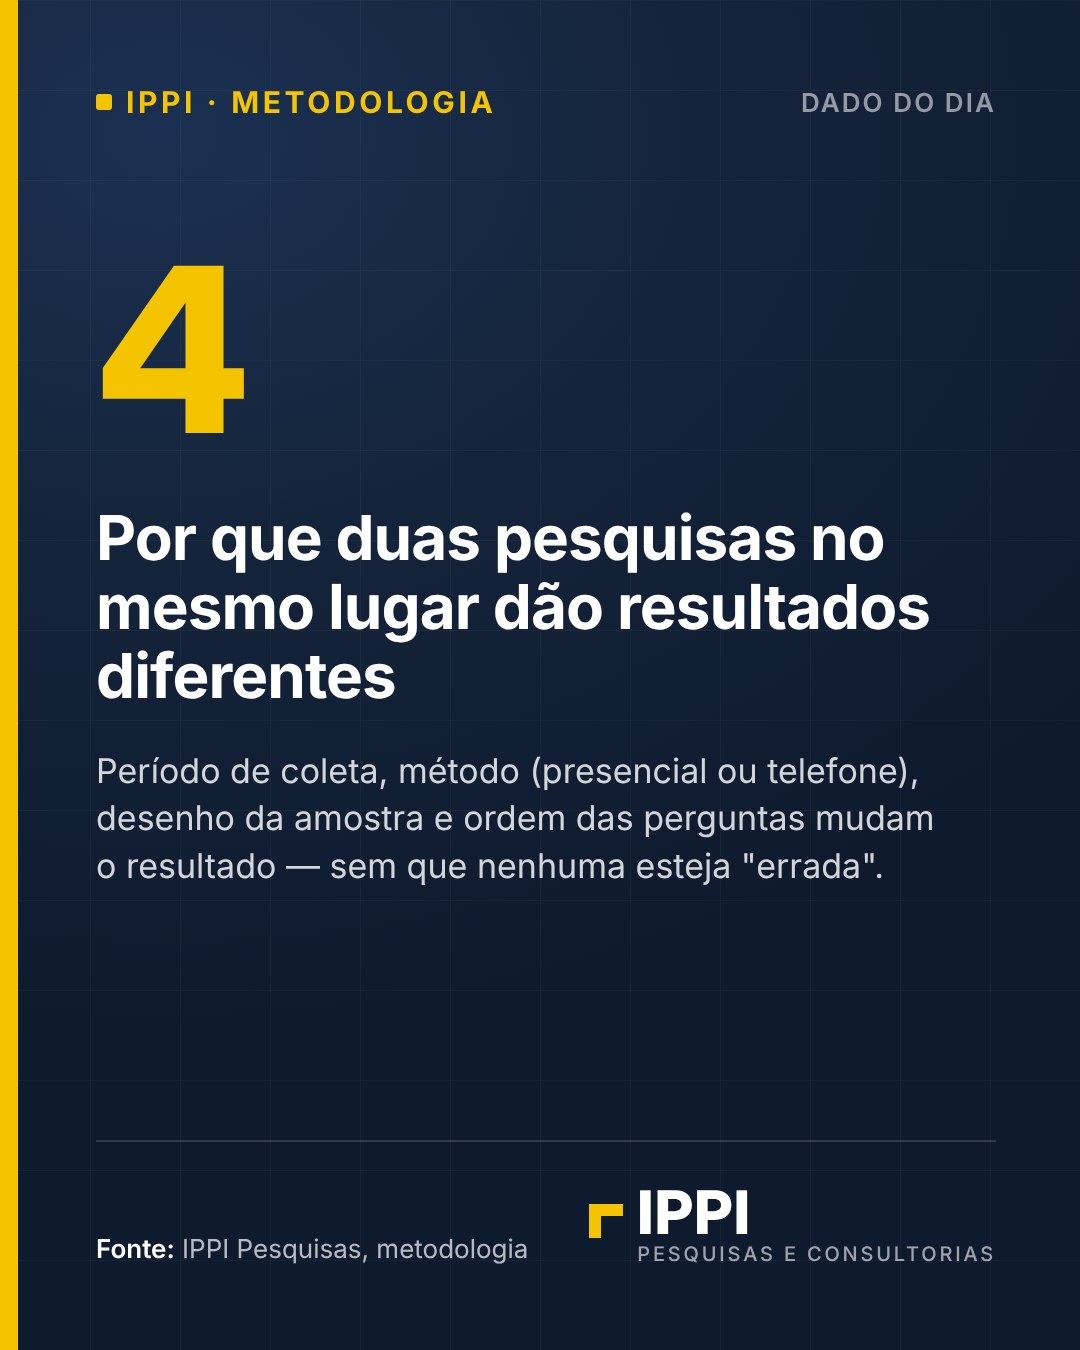 IPPI · METODOLOGIA
DADO DO DIA
4
Por que duas pesquisas no
mesmo lugar dão resultados
diferentes
Período de coleta, método (presencial ou telefone),
desenho da amostra e ordem das perguntas mudam
o resultado — sem que nenhuma esteja "errada".
Fonte: IPPI Pesquisas, metodologia
IPPI
PESQUISAS E CONSULTORIAS